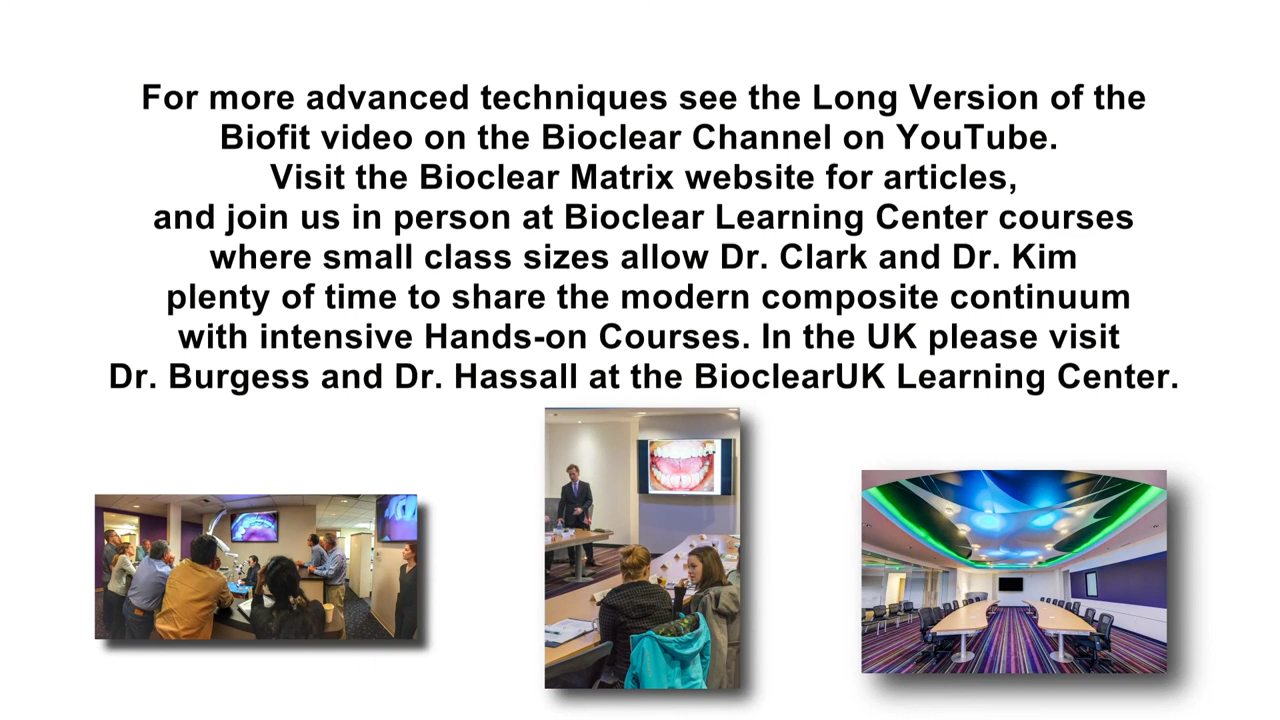 For more advanced techniques see the Long Version of the
Biofit video on the Bioclear Channel on YouTube.
Visit the Bioclear Matrix website for articles,
and join us in person at Bioclear Learning Center courses
where small class sizes allow Dr. Clark and Dr. Kim
plenty of time to share the modern composite continuum
with intensive Hands-on Courses. In the UK please visit
Dr. Burgess and Dr. Hassall at the BioclearUK Learning Center.